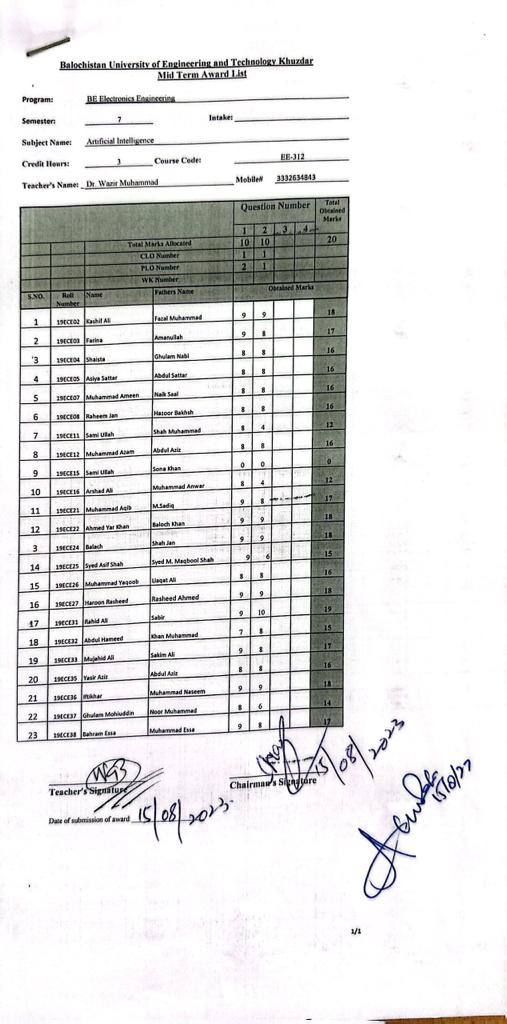 Balochistan University of Engineering and Technology Khuzdar
Mid Term Award List
Program: BE Electronics Engineering
Semester: 7 Intake:
Subject Name: Artificial Intelligence
Credit Hours: 3 Course Code: EE-312
Teacher's Name: Dr. Wazir Muhammad Mobile# 3332634843
Question Number Total Obtained Marks
1 2 3 4
Total Marks Allocated 10 10 20
CLO Number 1 1
PLO Number 2 1
WK Number
S.NO. Roll Number Name Fathers Name Obtained Marks
1 19ECE02 Kashif Ali Fazal Muhammad 9 9 18
2 19ECE03 Farina Amanullah 9 8 17
'3 19ECE04 Shaista Ghulam Nabi 8 8 16
4 19ECE05 Asiya Sattar Abdul Sattar 8 8 16
5 19ECE07 Muhammad Ameen Naik Saal 8 8 16
6 19ECE08 Raheem Jan Hazoor Bakhsh 8 8 16
7 19ECE11 Sami Ullah Shah Muhammad 8 4 12
8 19ECE12 Muhammad Azam Abdul Aziz 8 8 16
9 19ECE15 Sami Ullah Sona Khan 0 0 0
10 19ECE16 Arshad Ali Muhammad Anwar 8 4 12
11 19ECE21 Muhammad Aqib M.Sadiq 9 8 17
12 19ECE22 Ahmed Yar Khan Baloch Khan 9 9 18
3 19ECE24 Balach Shah Jan 9 9 18
14 19ECE25 Syed Asif Shah Syed M. Maqbool Shah 9 6 15
15 19ECE26 Muhammad Yaqoob Liaqat Ali 8 8 16
16 19ECE27 Haroon Rasheed Rasheed Ahmed 9 9 18
17 19ECE31 Rahid Ali Sabir 9 10 19
18 19ECE32 Abdul Hameed Khan Muhammad 7 8 15
19 19ECE33 Mujahid Ali Sakim Ali 9 8 17
20 19ECE35 Yasir Aziz Abdul Aziz 8 8 16
21 19ECE36 Iftikhar Muhammad Naseem 9 9 18
22 19ECE37 Ghulam Mohiuddin Noor Muhammad 8 6 14
23 19ECE38 Bahram Essa Muhammad Essa 9 8 17
Teacher's Signature Chairman's Signature 15/08/2023
Date of submission of award 15/08/2023
1/1